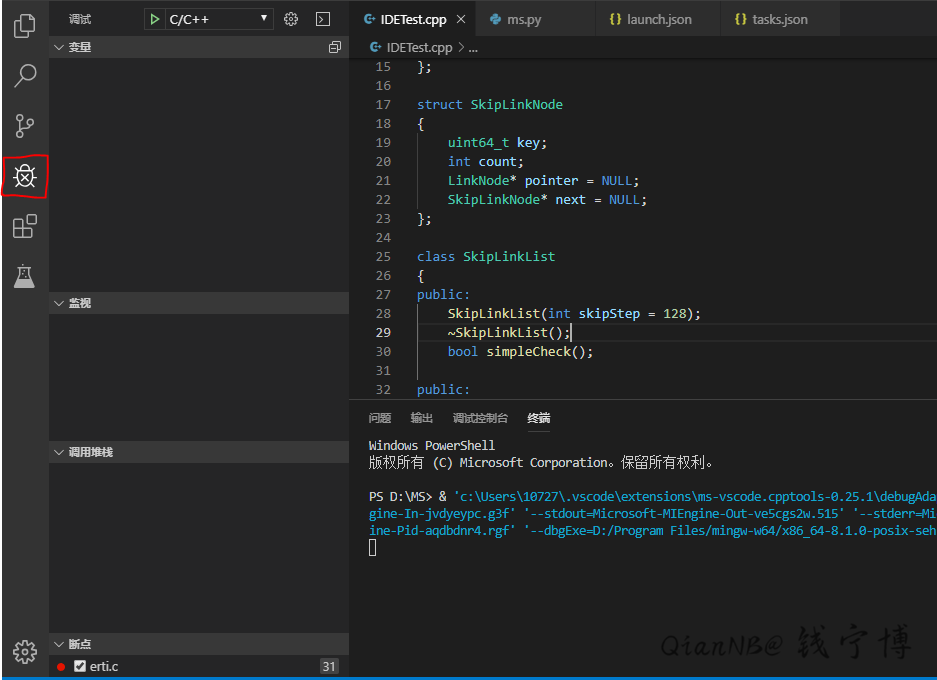 调试
C/C++
IDETest.cpp
ms.py
{} launch.json
{} tasks.json
变量
IDETest.cpp > ...
15 };
16
17 struct SkipLinkNode
18 {
19 uint64_t key;
20 int count;
21 LinkNode* pointer = NULL;
22 SkipLinkNode* next = NULL;
23 };
24
25 class SkipLinkList
26 {
27 public:
28 SkipLinkList(int skipStep = 128);
29 ~SkipLinkList();
30 bool simpleCheck();
31
32 public:
监视
调用堆栈
断点
erti.c
31
问题 输出 调试控制台 终端
Windows PowerShell
版权所有 (C) Microsoft Corporation。保留所有权利。
PS D:\MS> & 'c:\Users\10727\.vscode\extensions\ms-vscode.cpptools-0.25.1\debugAda
gine-In-jvdyeypc.g3f' '--stdout=Microsoft-MIEngine-Out-ve5cgs2w.515' '--stderr=Mi
ine-Pid-aqdbdnr4.rgf' '--dbgExe=D:/Program Files/mingw-w64/x86_64-8.1.0-posix-seh
QianNB@钱宁博